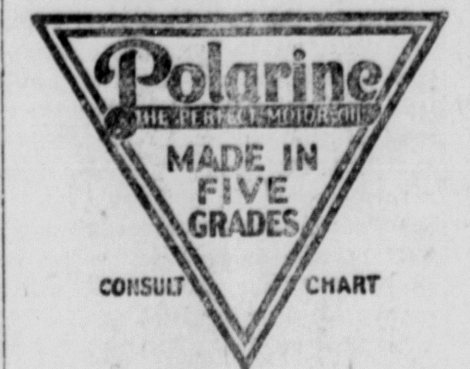 Polarine
THE PERFECT MOTOR OIL
MADE IN
FIVE
GRADES
CONSULT CHART